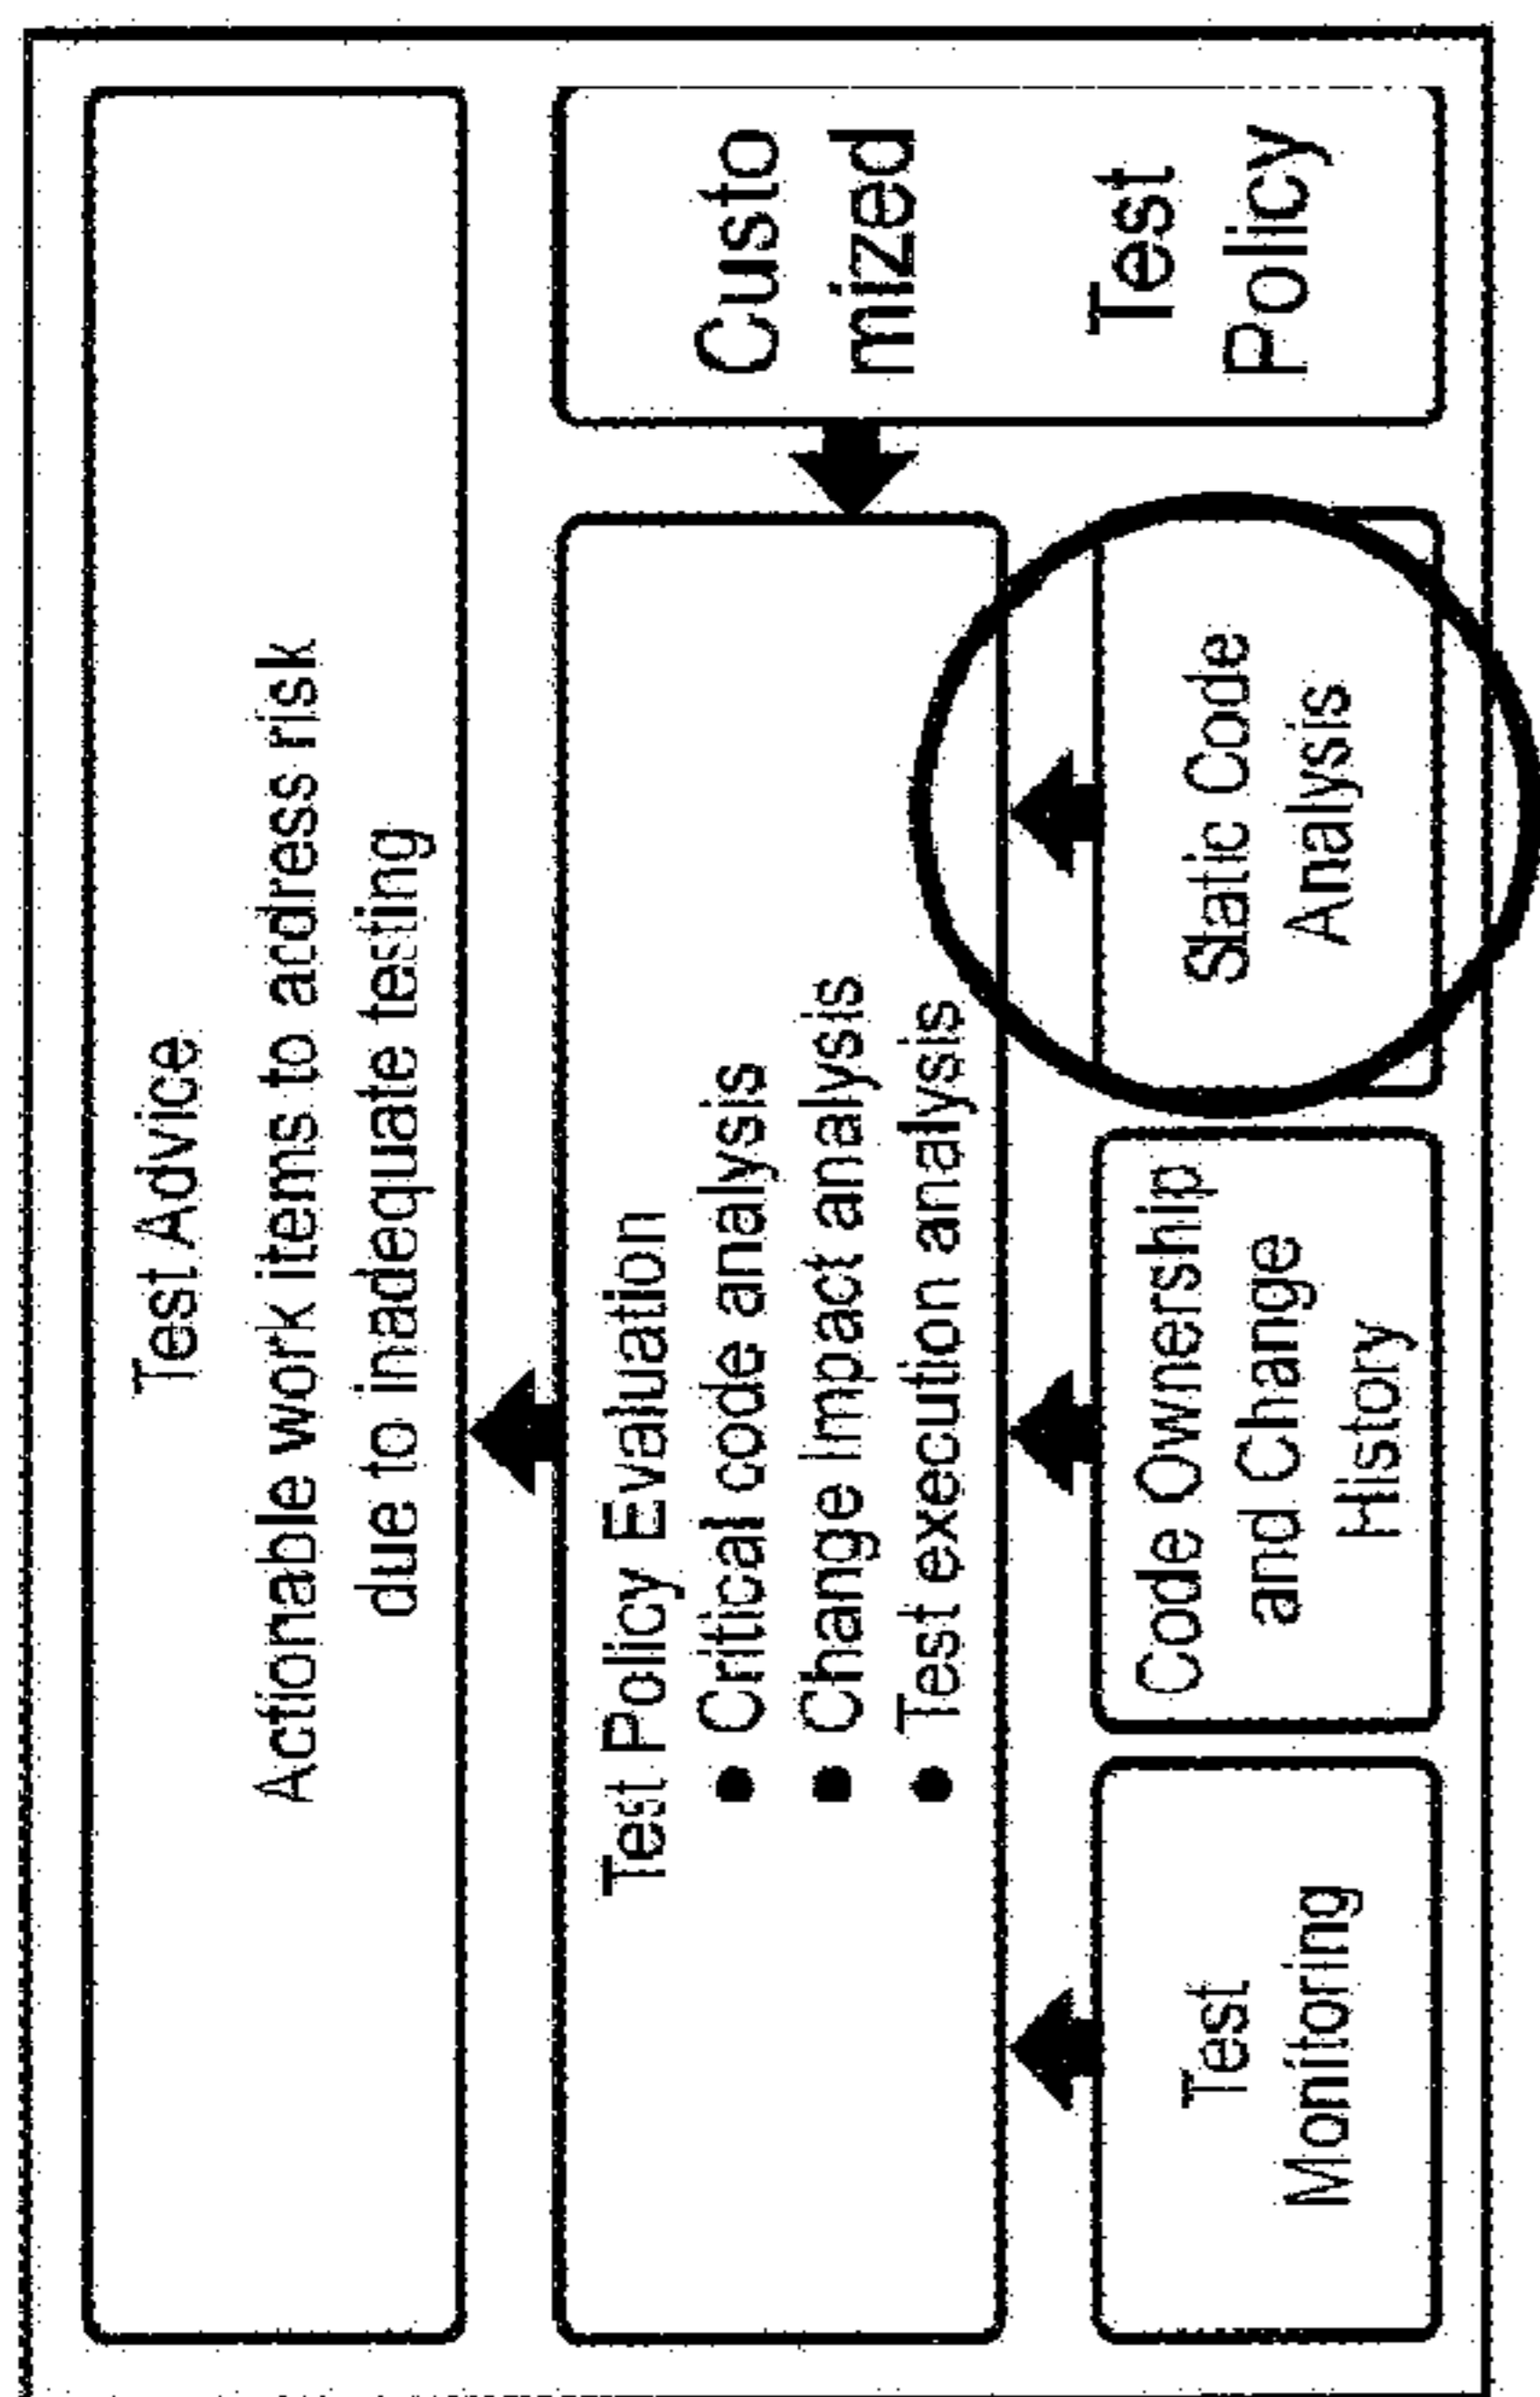 Test Advice
Actionable work items to address risk
due to inadequate testing
Test Policy Evaluation
● Critical code analysis
● Change Impact analysis
● Test execution analysis
Custo
mized
Test
Policy
Test
Monitoring
Code Ownership
and Change
History
Static Code
Analysis